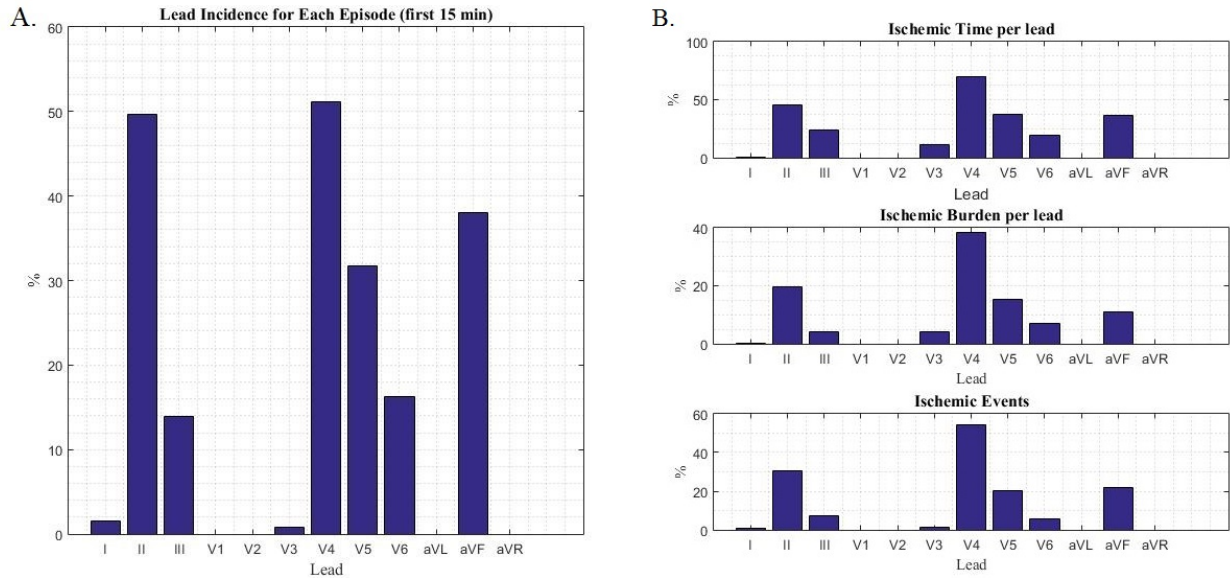 A.
Lead Incidence for Each Episode (first 15 min)
60
50
40
30
20
10
0
%
I II III V1 V2 V3 V4 V5 V6 aVL aVF aVR
Lead
B.
Ischemic Time per lead
100
50
0
%
I II III V1 V2 V3 V4 V5 V6 aVL aVF aVR
Lead
Ischemic Burden per lead
40
20
0
%
I II III V1 V2 V3 V4 V5 V6 aVL aVF aVR
Lead
Ischemic Events
60
40
20
0
%
I II III V1 V2 V3 V4 V5 V6 aVL aVF aVR
Lead